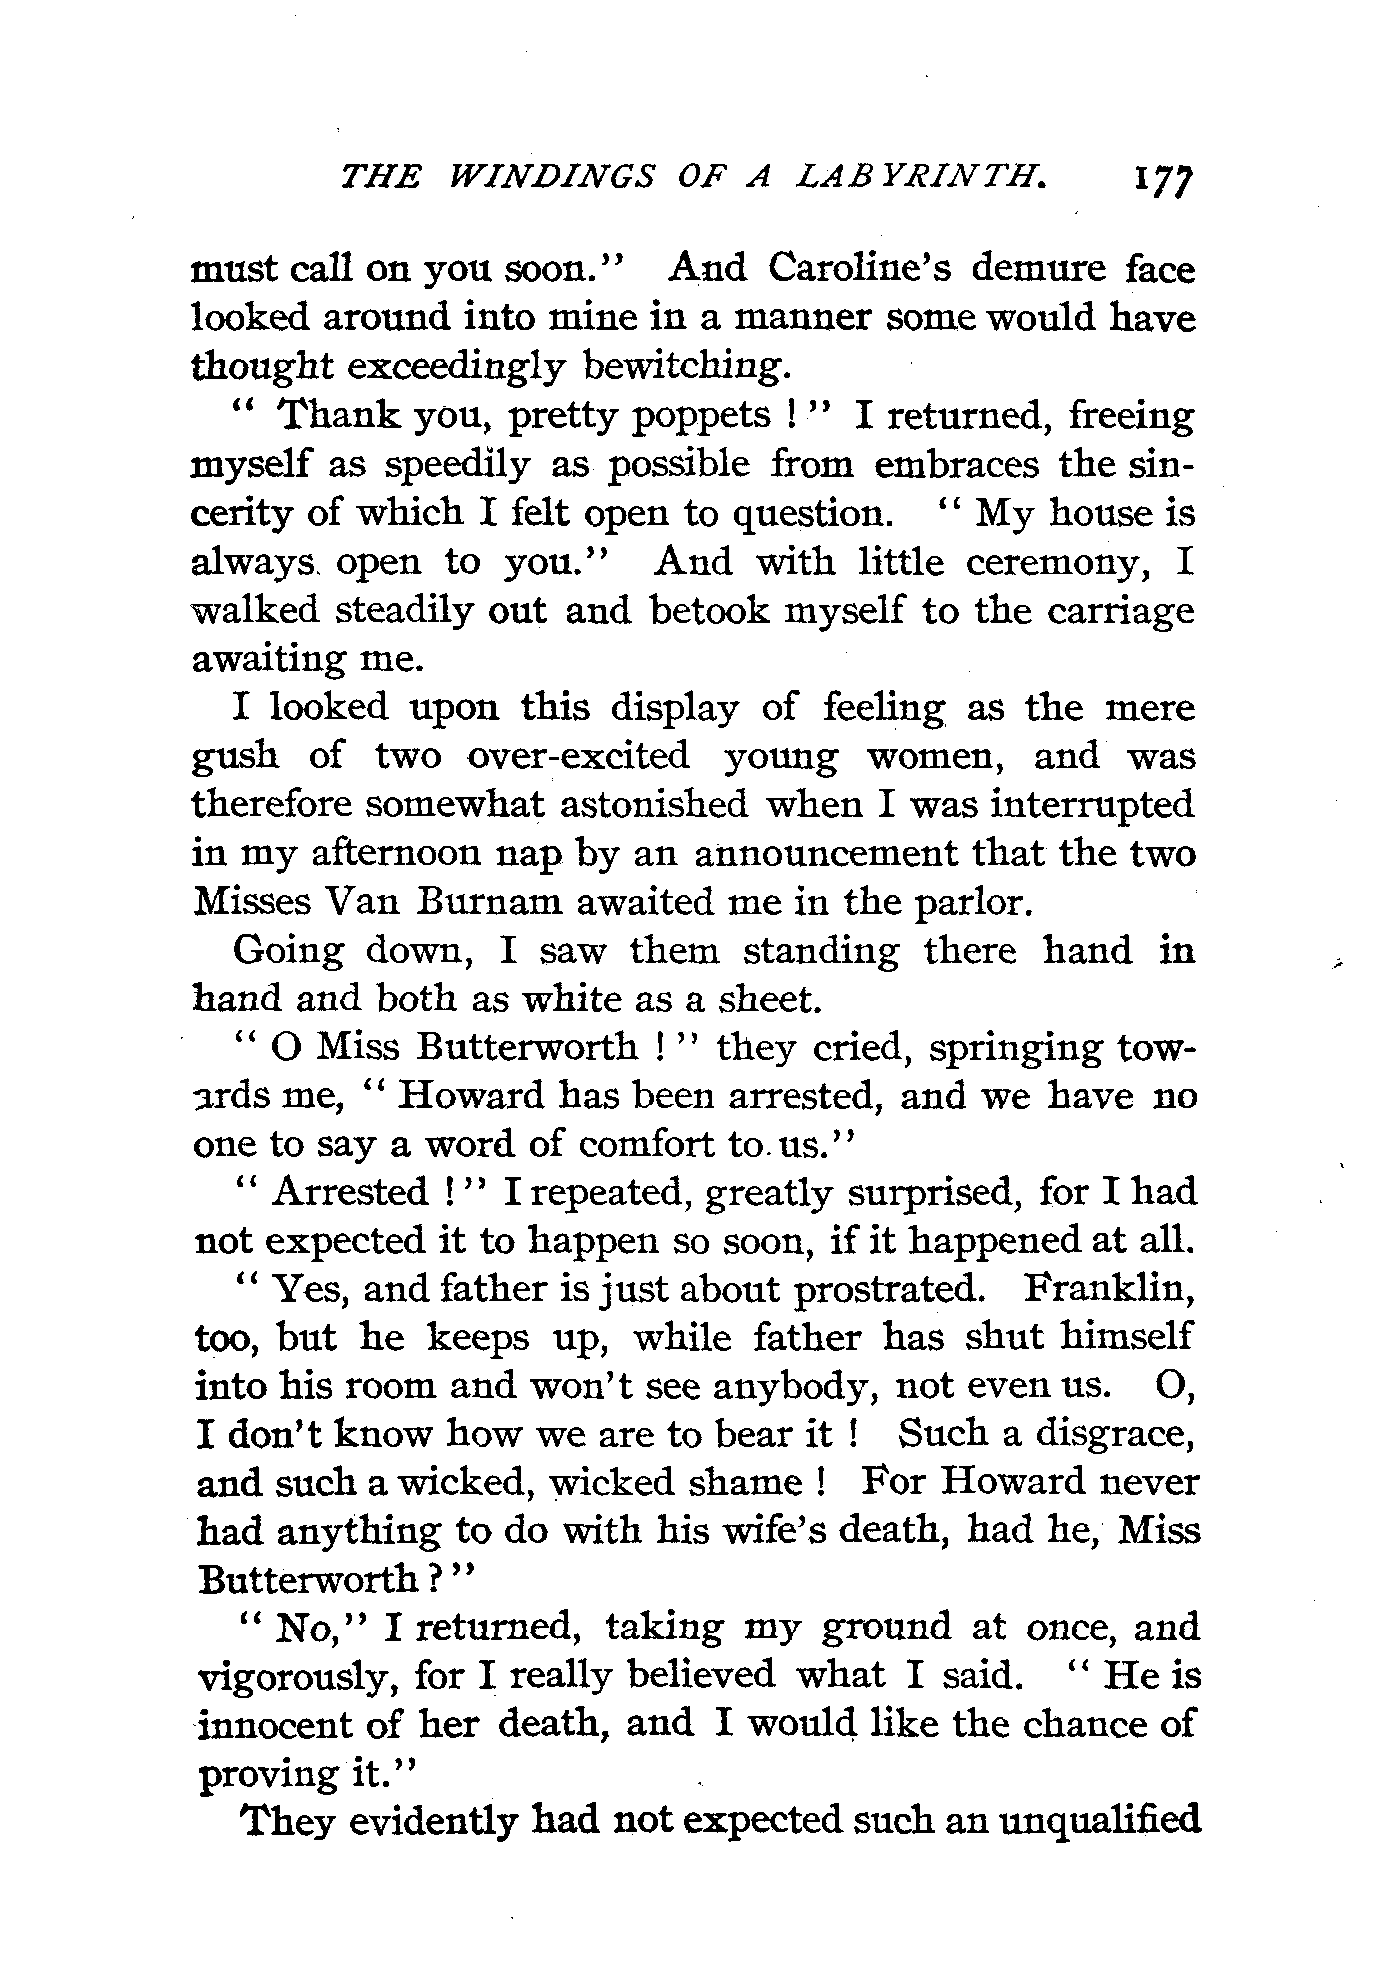 THE WINDINGS OF A LABYRINTH. 177
must call on you soon." And Caroline's demure face
looked around into mine in a manner some would have
thought exceedingly bewitching.
" Thank you, pretty poppets ! " I returned, freeing
myself as speedily as possible from embraces the sin-
cerity of which I felt open to question. " My house is
always open to you." And with little ceremony, I
walked steadily out and betook myself to the carriage
awaiting me.
I looked upon this display of feeling as the mere
gush of two over-excited young women, and was
therefore somewhat astonished when I was interrupted
in my afternoon nap by an announcement that the two
Misses Van Burnam awaited me in the parlor.
Going down, I saw them standing there hand in
hand and both as white as a sheet.
" O Miss Butterworth ! " they cried, springing tow-
ards me, " Howard has been arrested, and we have no
one to say a word of comfort to us."
" Arrested ! " I repeated, greatly surprised, for I had
not expected it to happen so soon, if it happened at all.
" Yes, and father is just about prostrated. Franklin,
too, but he keeps up, while father has shut himself
into his room and won't see anybody, not even us. O,
I don't know how we are to bear it ! Such a disgrace,
and such a wicked, wicked shame ! For Howard never
had anything to do with his wife's death, had he, Miss
Butterworth ? "
" No," I returned, taking my ground at once, and
vigorously, for I really believed what I said. " He is
innocent of her death, and I would like the chance of
proving it."
They evidently had not expected such an unqualified